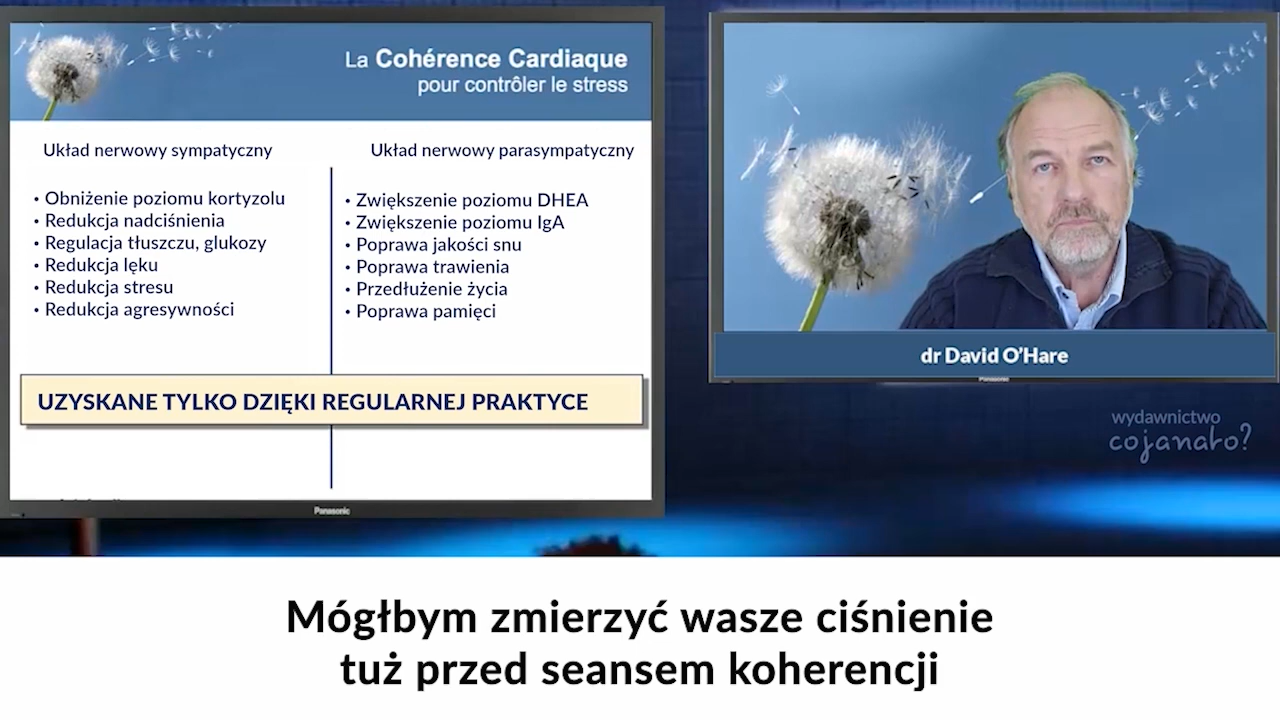 La Cohérence Cardiaque
pour contrôler le stress
Układ nerwowy sympatyczny
• Obniżenie poziomu kortyzolu
• Redukcja nadciśnienia
• Regulacja tłuszczu, glukozy
• Redukcja lęku
• Redukcja stresu
• Redukcja agresywności
Układ nerwowy parasympatyczny
• Zwiększenie poziomu DHEA
• Zwiększenie poziomu IgA
• Poprawa jakości snu
• Poprawa trawienia
• Przedłużenie życia
• Poprawa pamięci
UZYSKANE TYLKO DZIĘKI REGULARNEJ PRAKTYCE
Panasonic
dr David O'Hare
Panasonic
wydawnictwo
cojanato?
Mógłbym zmierzyć wasze ciśnienie
tuż przed seansem koherencji